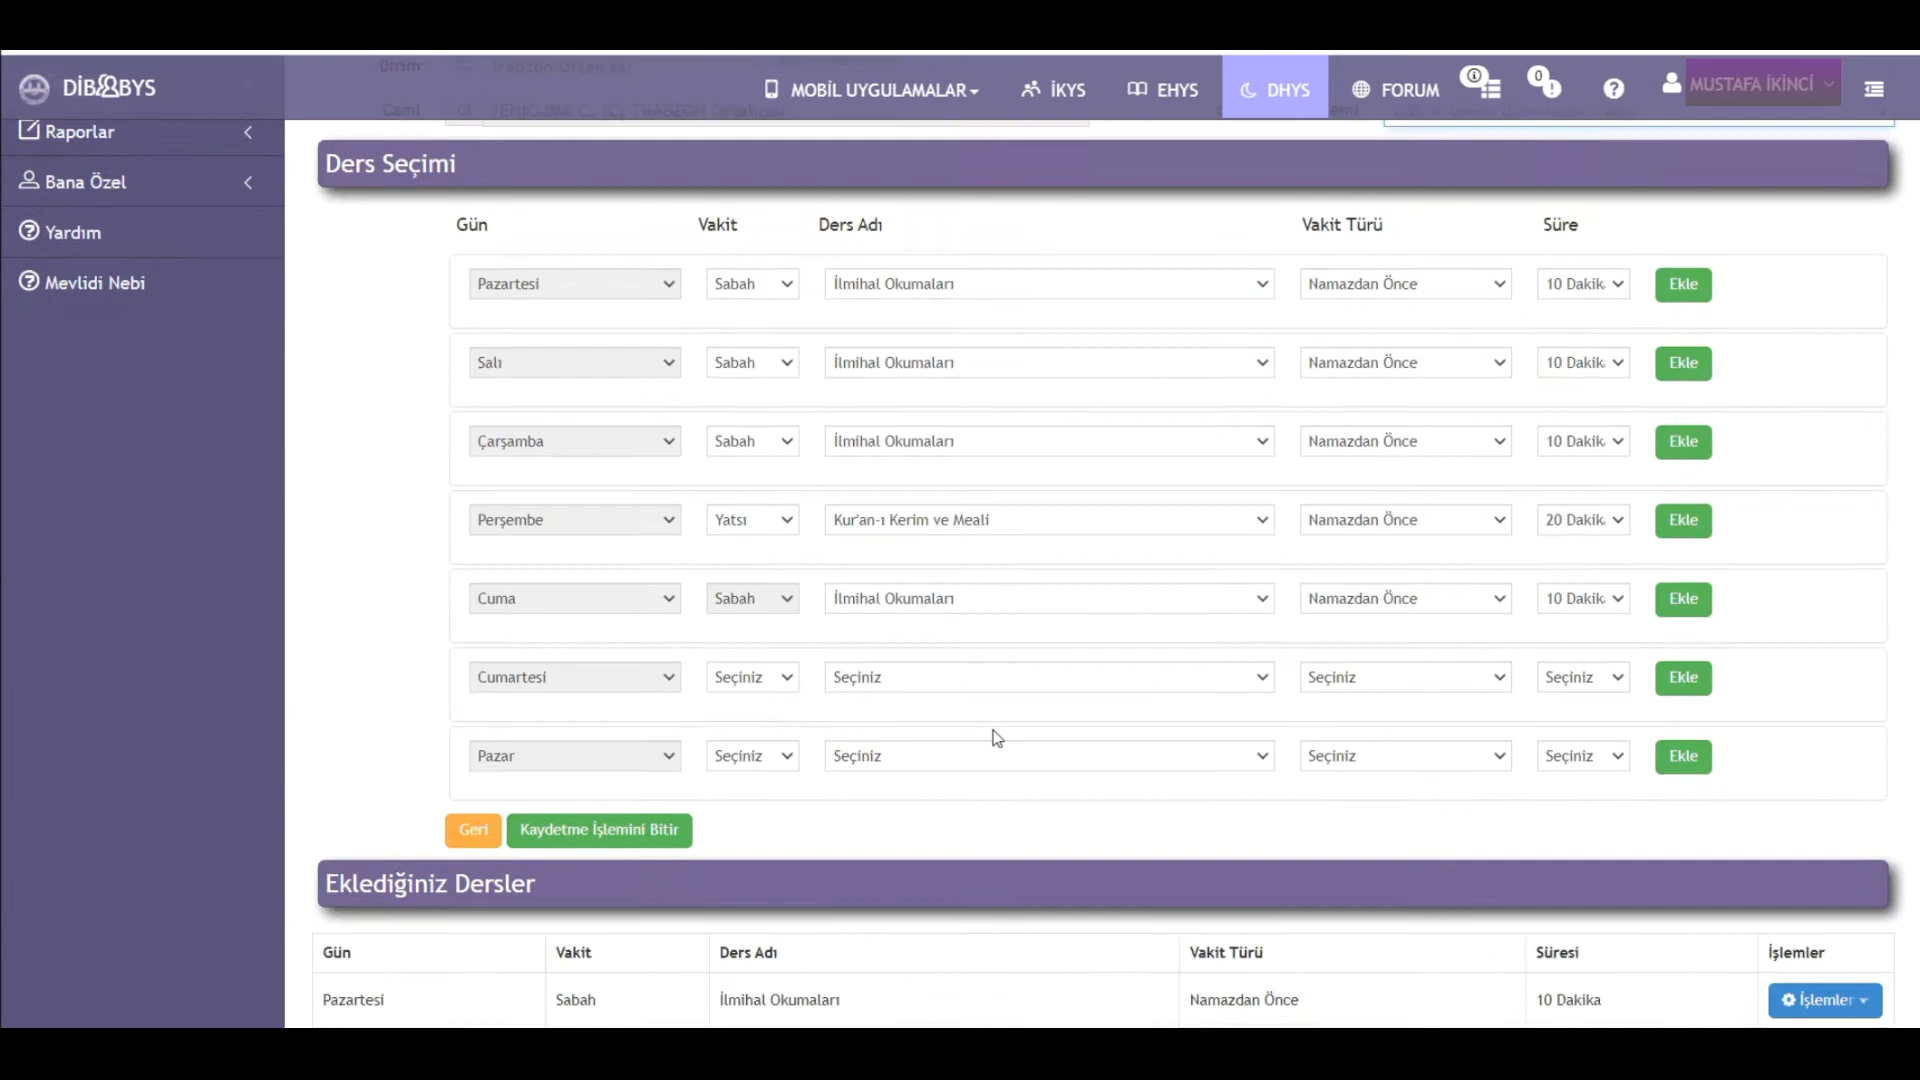 DİBBYS
MOBİL UYGULAMALAR
İKYS
EHYS
DHYS
FORUM
0
MUSTAFA İKİNCİ
Birim
Cami
Raporlar
Bana Özel
Yardım
Mevlidi Nebi
Ders Seçimi
Gün Vakit Ders Adı Vakit Türü Süre
Pazartesi Sabah İlmihal Okumaları Namazdan Önce 10 Dakik Ekle
Salı Sabah İlmihal Okumaları Namazdan Önce 10 Dakik Ekle
Çarşamba Sabah İlmihal Okumaları Namazdan Önce 10 Dakik Ekle
Perşembe Yatsı Kur'an-ı Kerim ve Meali Namazdan Önce 20 Dakik Ekle
Cuma Sabah İlmihal Okumaları Namazdan Önce 10 Dakik Ekle
Cumartesi Seçiniz Seçiniz Seçiniz Seçiniz Ekle
Pazar Seçiniz Seçiniz Seçiniz Seçiniz Ekle
Geri Kaydetme İşlemini Bitir
Eklediğiniz Dersler
Gün Vakit Ders Adı Vakit Türü Süresi İşlemler
Pazartesi Sabah İlmihal Okumaları Namazdan Önce 10 Dakika İşlemler